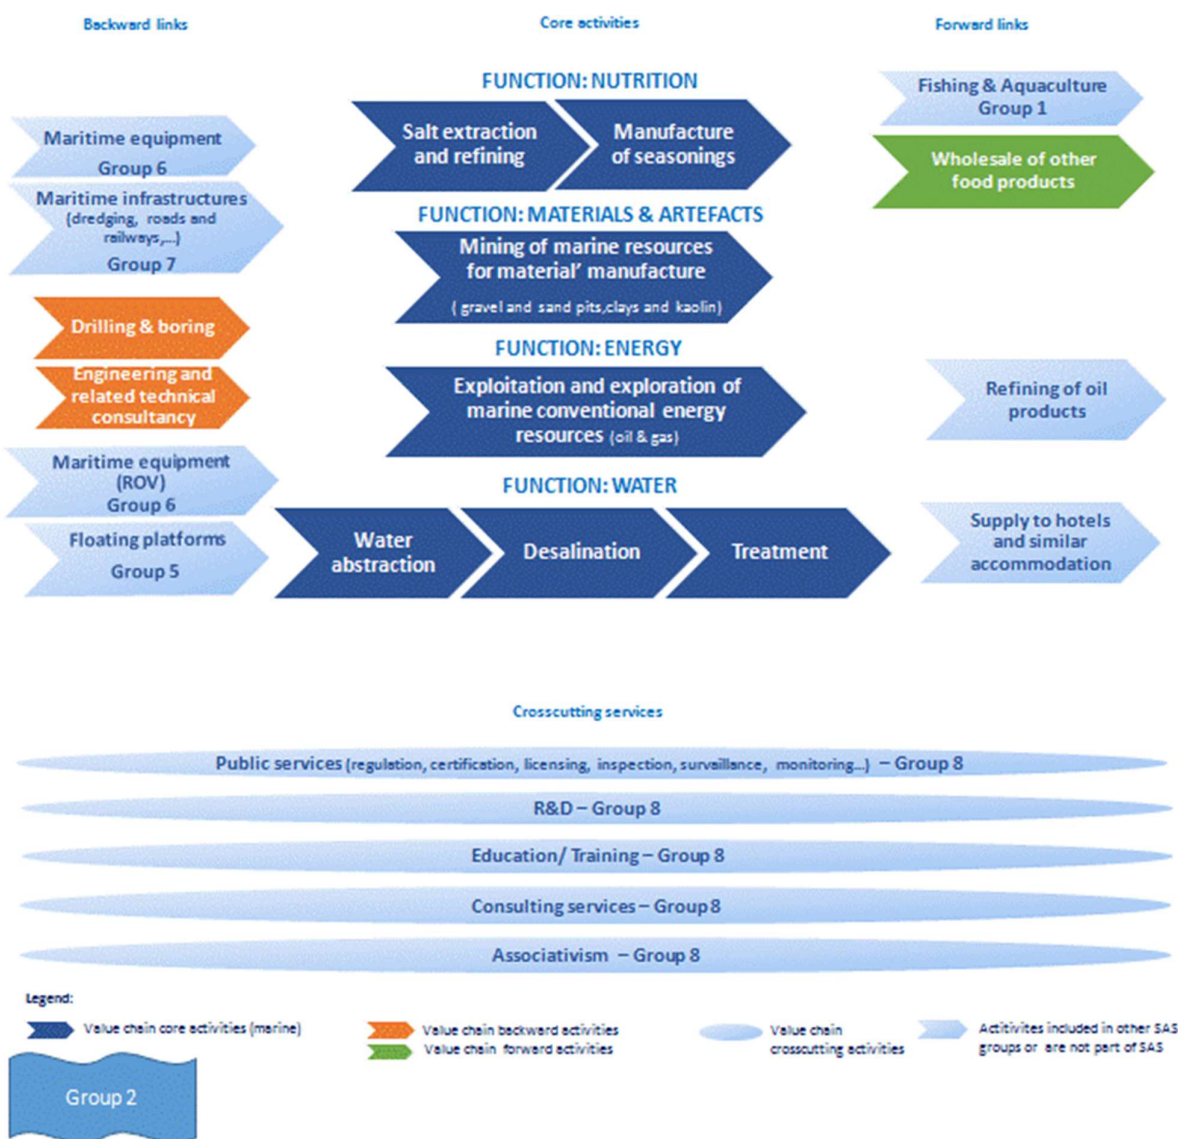 Backward links
Core activities
Forward links
Maritime equipment
Group 6
Maritime infrastructures
(dredging, roads and
railways,...)
Group 7
Drilling & boring
Engineering and
related technical
consultancy
Maritime equipment
(ROV)
Group 6
Floating platforms
Group 5
FUNCTION: NUTRITION
Salt extraction
and refining
Manufacture
of seasonings
FUNCTION: MATERIALS & ARTEFACTS
Mining of marine resources
for material' manufacture
( gravel and sand pits,clays and kaolin)
FUNCTION: ENERGY
Exploitation and exploration of
marine conventional energy
resources (oil & gas)
FUNCTION: WATER
Water
abstraction
Desalination
Treatment
Fishing & Aquaculture
Group 1
Wholesale of other
food products
Refining of oil
products
Supply to hotels
and similar
accommodation
Crosscutting services
Public services (regulation, certification, licensing, inspection, survaillance, monitoring...) – Group 8
R&D – Group 8
Education/ Training – Group 8
Consulting services – Group 8
Associativism – Group 8
Legend:
Value chain core activities (marine)
Value chain backward activities
Value chain forward activities
Value chain
crosscutting activities
Actitivites included in other SAS
groups or are not part of SAS
Group 2